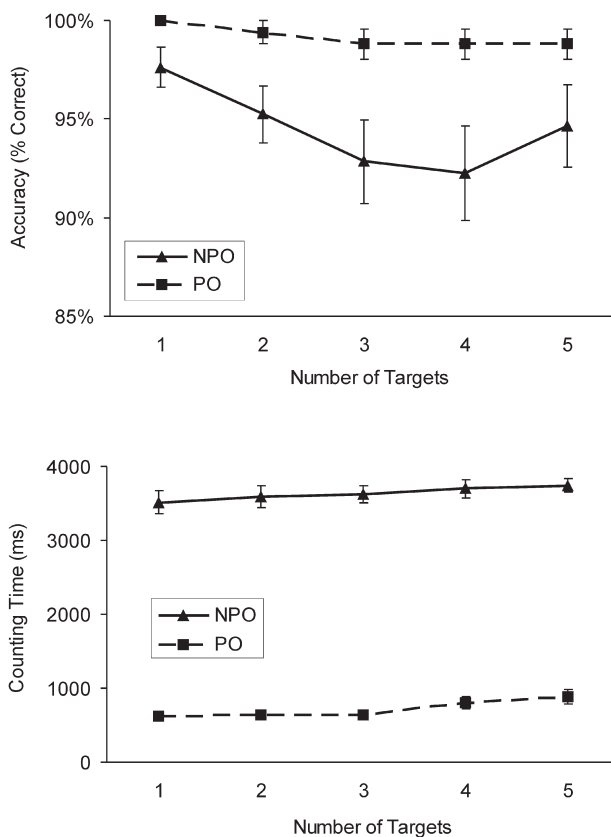 100%
95%
90%
85%
Accuracy (% Correct)
NPO
PO
1 2 3 4 5
Number of Targets
4000
3000
2000
1000
0
Counting Time (ms)
NPO
PO
1 2 3 4 5
Number of Targets